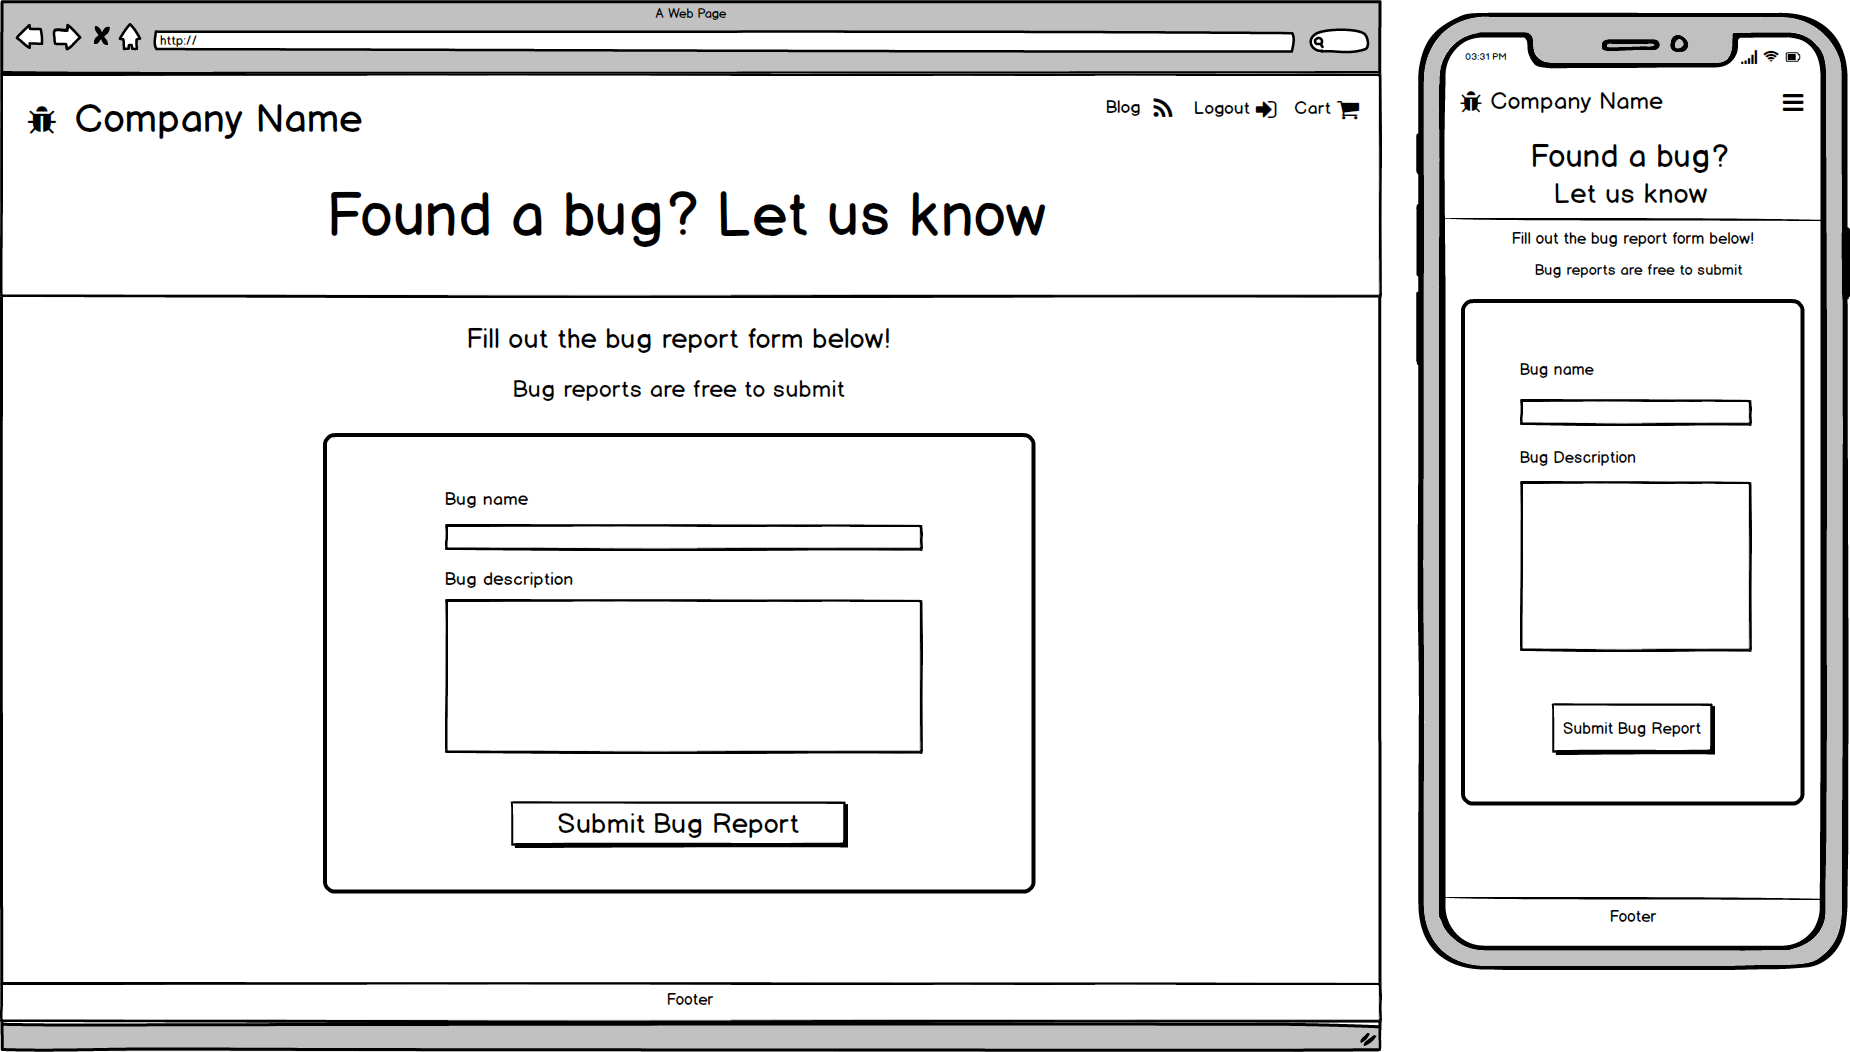 A Web Page
http://
Company Name
Blog
Logout
Cart
Found a bug? Let us know
Fill out the bug report form below!
Bug reports are free to submit
Bug name
Bug description
Submit Bug Report
Footer
03:31 PM
Company Name
Found a bug?
Let us know
Fill out the bug report form below!
Bug reports are free to submit
Bug name
Bug Description
Submit Bug Report
Footer